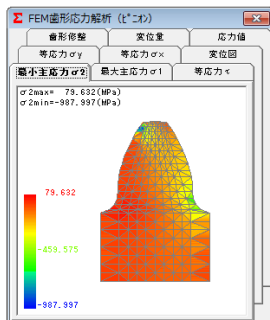 Σ FEM歯形応力解析 (ピニオン)
歯形修整 変位量 応力値
等応力σy 等応力σx 変位図
最小主応力σ2 最大主応力σ1 等応力τ
σ2max= 79.632(MPa)
σ2min=-987.997(MPa)
79.632
-459.575
-987.997